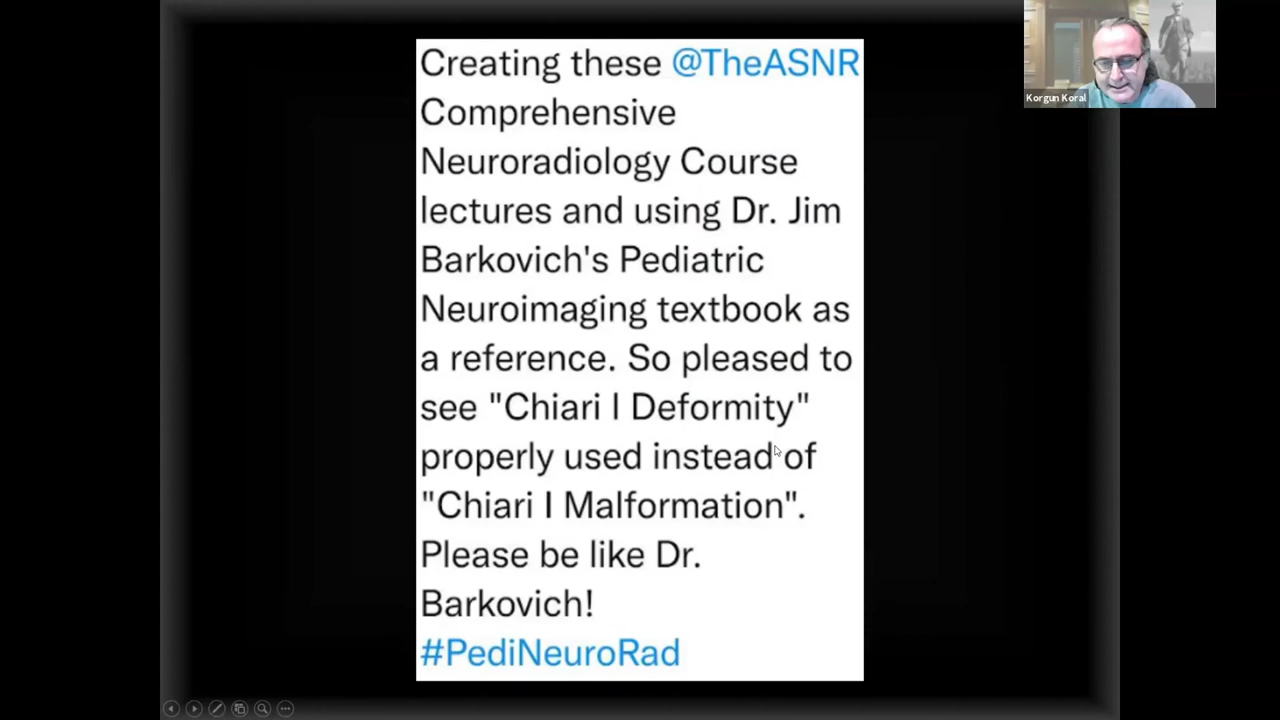 Creating these @TheASNR
Comprehensive
Neuroradiology Course
lectures and using Dr. Jim
Barkovich's Pediatric
Neuroimaging textbook as
a reference. So pleased to
see "Chiari I Deformity"
properly used instead of
"Chiari I Malformation".
Please be like Dr.
Barkovich!
#PediNeuroRad
Korgun Koral